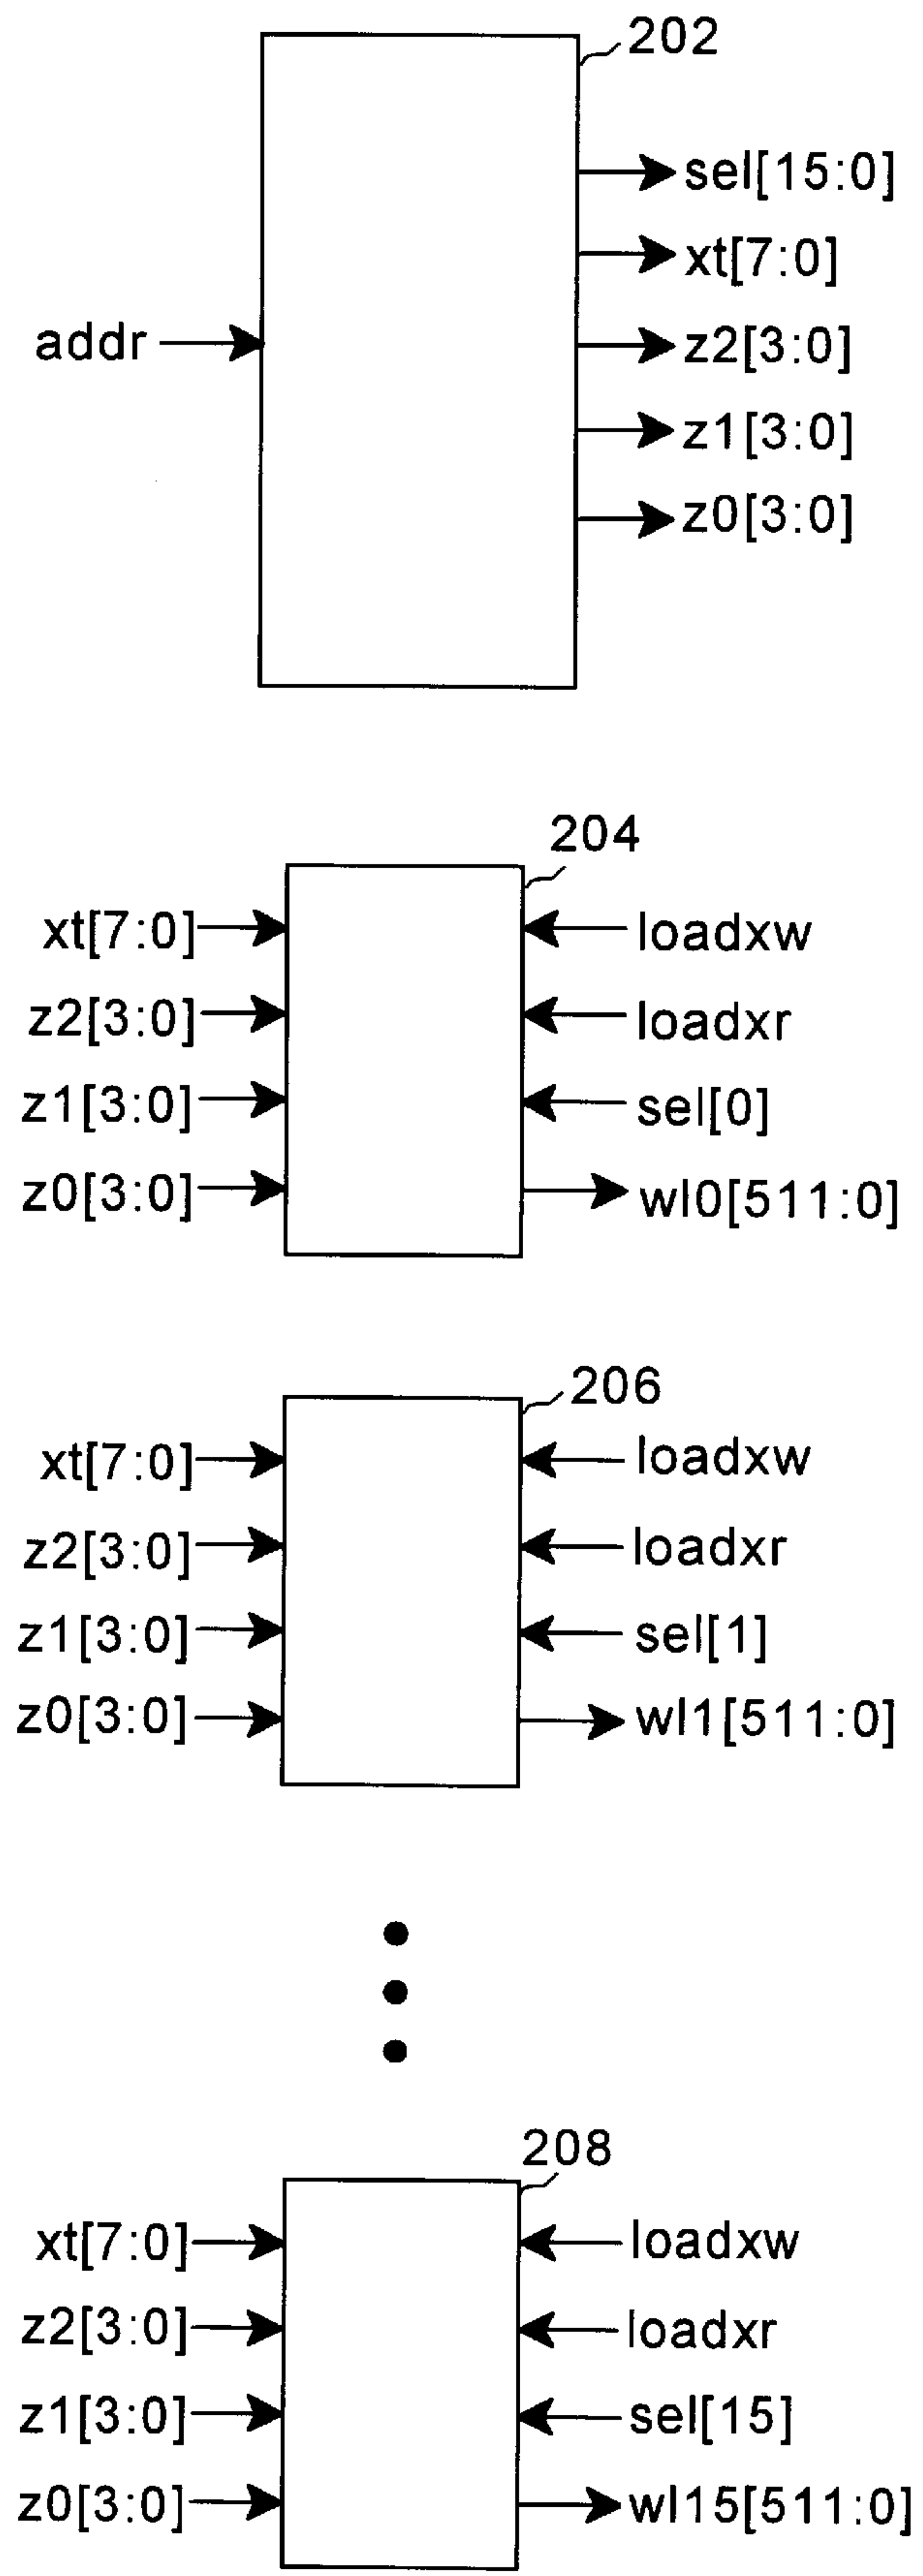 202
sel[15:0]
xt[7:0]
addr
z2[3:0]
z1[3:0]
z0[3:0]
204
xt[7:0]
loadxw
z2[3:0]
loadxr
z1[3:0]
sel[0]
z0[3:0]
wl0[511:0]
206
xt[7:0]
loadxw
z2[3:0]
loadxr
z1[3:0]
sel[1]
z0[3:0]
wl1[511:0]
208
xt[7:0]
loadxw
z2[3:0]
loadxr
z1[3:0]
sel[15]
z0[3:0]
wl15[511:0]